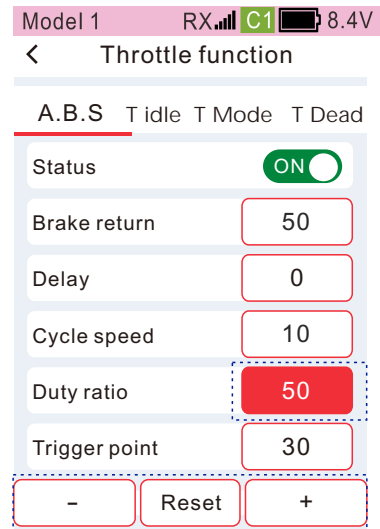 Model 1 RX C1 8.4V
< Throttle function
A.B.S T idle T Mode T Dead
Status ON
Brake return 50
Delay 0
Cycle speed 10
Duty ratio 50
Trigger point 30
- Reset +